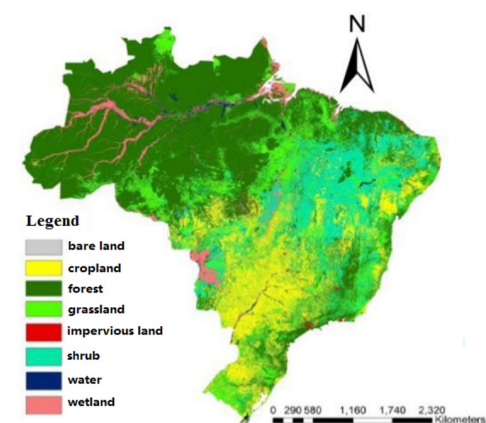 N
Legend
bare land
cropland
forest
grassland
impervious land
shrub
water
wetland
0 290 580 1,160 1,740 2,320
Kilometers